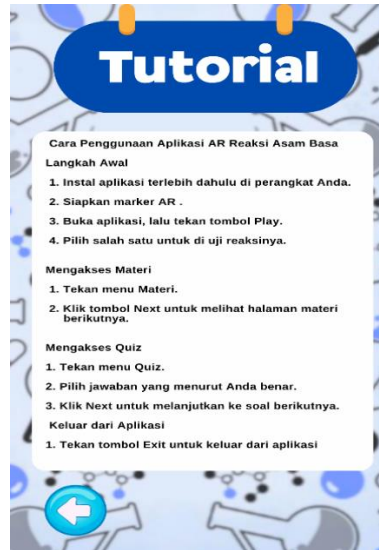 Tutorial
Cara Penggunaan Aplikasi AR Reaksi Asam Basa
Langkah Awal
1. Instal aplikasi terlebih dahulu di perangkat Anda.
2. Siapkan marker AR .
3. Buka aplikasi, lalu tekan tombol Play.
4. Pilih salah satu untuk di uji reaksinya.
Mengakses Materi
1. Tekan menu Materi.
2. Klik tombol Next untuk melihat halaman materi
berikutnya.
Mengakses Quiz
1. Tekan menu Quiz.
2. Pilih jawaban yang menurut Anda benar.
3. Klik Next untuk melanjutkan ke soal berikutnya.
Keluar dari Aplikasi
1. Tekan tombol Exit untuk keluar dari aplikasi